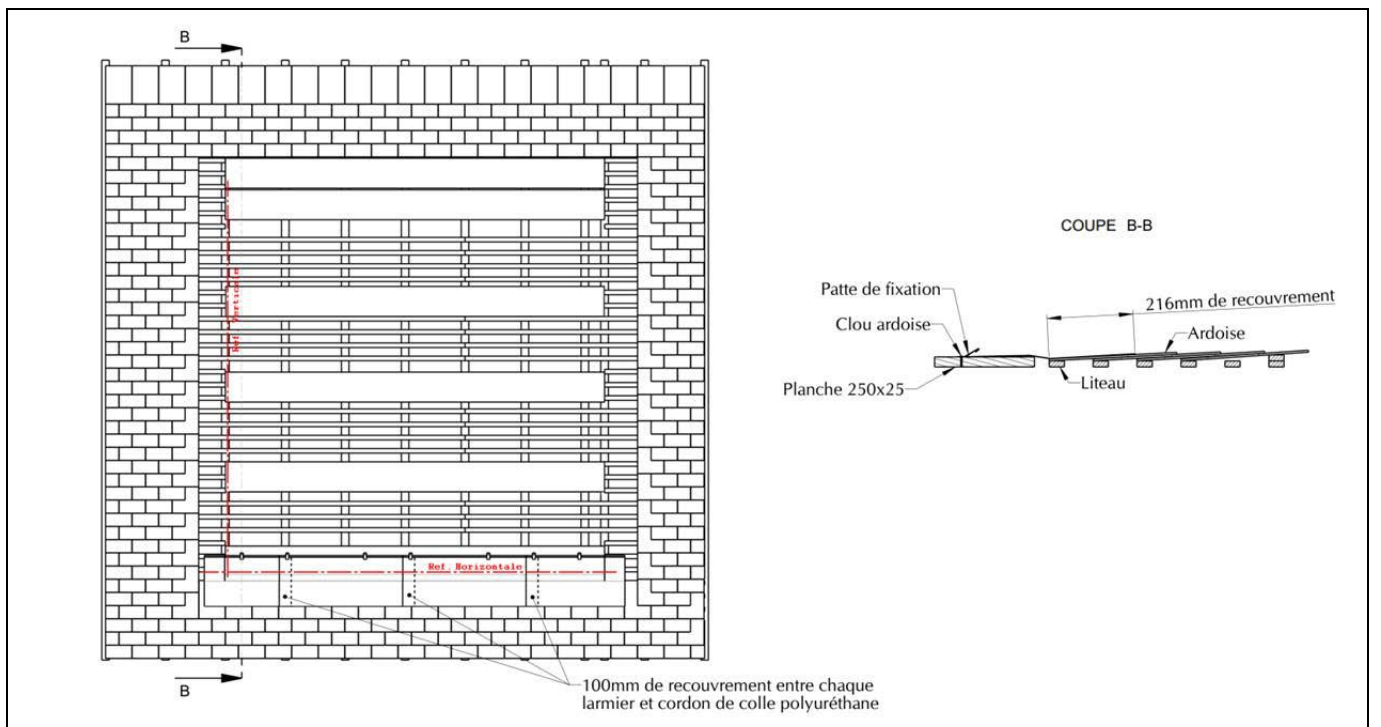 B
COUPE B-B
Patte de fixation
216mm de recouvrement
Clou ardoise
Ardoise
Ref. Verticale
Planche 250x25
Liteau
Ref. Horizontale
B
100mm de recouvrement entre chaque
larmier et cordon de colle polyuréthane